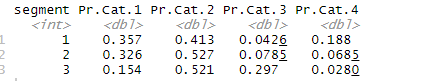 segment Pr.Cat.1 Pr.Cat.2 Pr.Cat.3 Pr.Cat.4
<int> <dbl> <dbl> <dbl> <dbl>
1 1 0.357 0.413 0.0426 0.188
2 2 0.326 0.527 0.0785 0.0685
3 3 0.154 0.521 0.297 0.0280